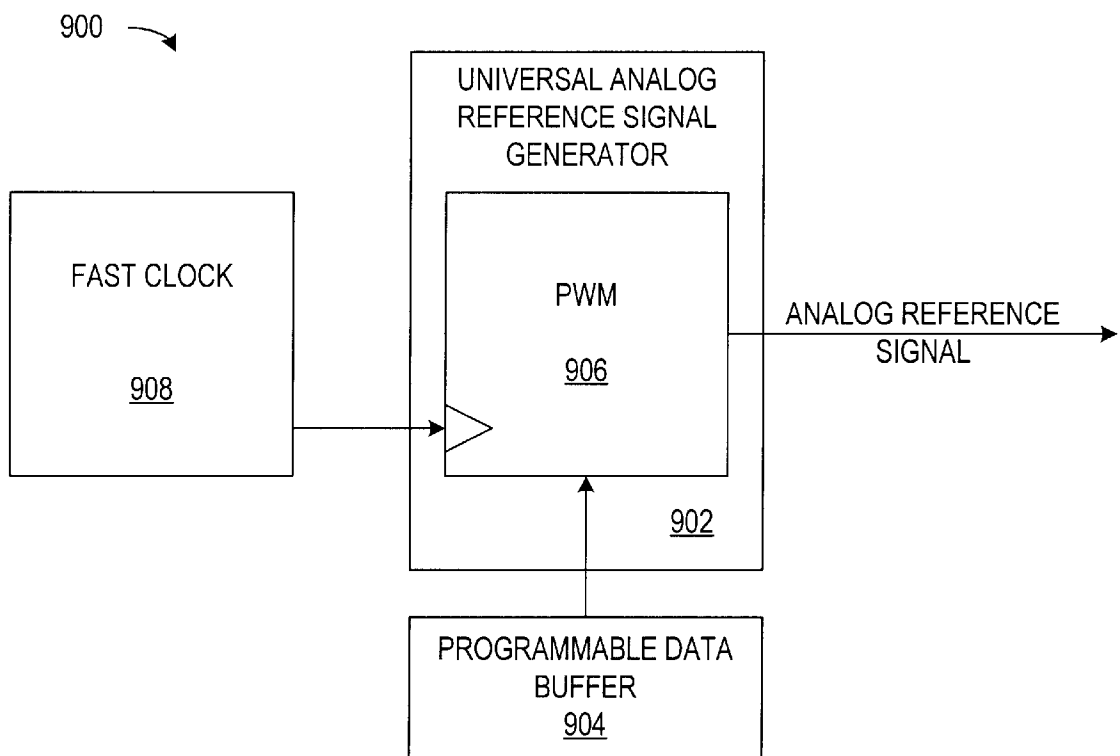 900
UNIVERSAL ANALOG
REFERENCE SIGNAL
GENERATOR
FAST CLOCK
908
PWM
906
ANALOG REFERENCE
SIGNAL
902
PROGRAMMABLE DATA
BUFFER
904